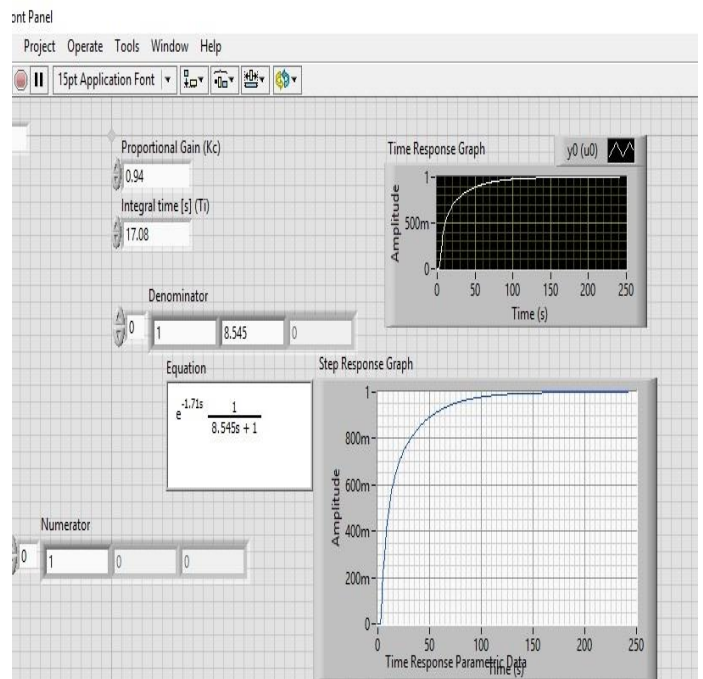 ont Panel
Project Operate Tools Window Help
15pt Application Font
Proportional Gain (Kc)
0.94
Integral time [s] (Ti)
17.08
Time Response Graph
y0 (u0)
Amplitude
1
500m
0
0 50 100 150 200 250
Time (s)
Denominator
0 1 8.545 0
Equation
e^-1.71s 1
8.545s + 1
Step Response Graph
Amplitude
1
800m
600m
400m
200m
0
0 50 100 150 200 250
Time (s)
Time Response Parametric Data
Numerator
0 1 0 0